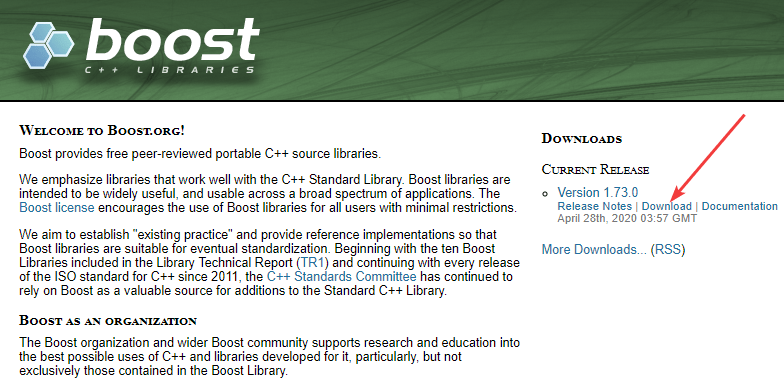 boost
C++ LIBRARIES
WELCOME TO BOOST.ORG!
Boost provides free peer-reviewed portable C++ source libraries.
We emphasize libraries that work well with the C++ Standard Library. Boost libraries are
intended to be widely useful, and usable across a broad spectrum of applications. The
Boost license encourages the use of Boost libraries for all users with minimal restrictions.
We aim to establish "existing practice" and provide reference implementations so that
Boost libraries are suitable for eventual standardization. Beginning with the ten Boost
Libraries included in the Library Technical Report (TR1) and continuing with every release
of the ISO standard for C++ since 2011, the C++ Standards Committee has continued to
rely on Boost as a valuable source for additions to the Standard C++ Library.
BOOST AS AN ORGANIZATION
The Boost organization and wider Boost community supports research and education into
the best possible uses of C++ and libraries developed for it, particularly, but not
exclusively those contained in the Boost Library.
DOWNLOADS
CURRENT RELEASE
Version 1.73.0
Release Notes | Download | Documentation
April 28th, 2020 03:57 GMT
More Downloads... (RSS)